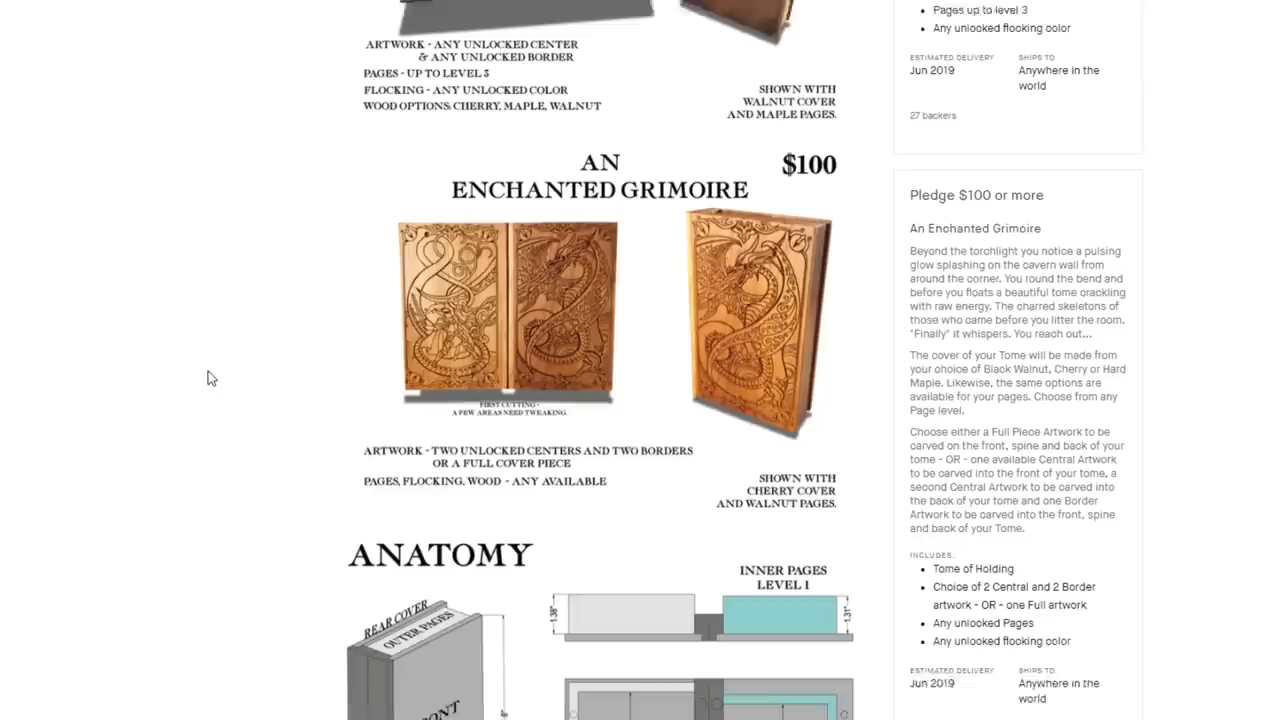 ARTWORK - ANY UNLOCKED CENTER
& ANY UNLOCKED BORDER
PAGES - UP TO LEVEL 3
FLOCKING - ANY UNLOCKED COLOR
WOOD OPTIONS: CHERRY, MAPLE, WALNUT
SHOWN WITH
WALNUT COVER
AND MAPLE PAGES.
AN
ENCHANTED GRIMOIRE
$100
FIRST CUTTING -
A FEW AREAS NEED TWEAKING.
ARTWORK - TWO UNLOCKED CENTERS AND TWO BORDERS
OR A FULL COVER PIECE
PAGES, FLOCKING, WOOD - ANY AVAILABLE
SHOWN WITH
CHERRY COVER
AND WALNUT PAGES.
ANATOMY
REAR COVER
OUTER PAGES
INNER PAGES
LEVEL 1
1.38"
1.31"
Pages up to level 3
Any unlocked flocking color
ESTIMATED DELIVERY
Jun 2019
SHIPS TO
Anywhere in the
world
27 backers
Pledge $100 or more
An Enchanted Grimoire
Beyond the torchlight you notice a pulsing
glow splashing on the cavern wall from
around the corner. You round the bend and
before you floats a beautiful tome crackling
with raw energy. The charred skeletons of
those who came before you litter the room.
"Finally" it whispers. You reach out...
The cover of your Tome will be made from
your choice of Black Walnut, Cherry or Hard
Maple. Likewise, the same options are
available for your pages. Choose from any
Page level.
Choose either a Full Piece Artwork to be
carved on the front, spine and back of your
tome - OR - one available Central Artwork
to be carved into the front of your tome, a
second Central Artwork to be carved into
the back of your tome and one Border
Artwork to be carved into the front, spine
and back of your Tome.
INCLUDES:
Tome of Holding
Choice of 2 Central and 2 Border
artwork - OR - one Full artwork
Any unlocked Pages
Any unlocked flocking color
ESTIMATED DELIVERY
Jun 2019
SHIPS TO
Anywhere in the
world